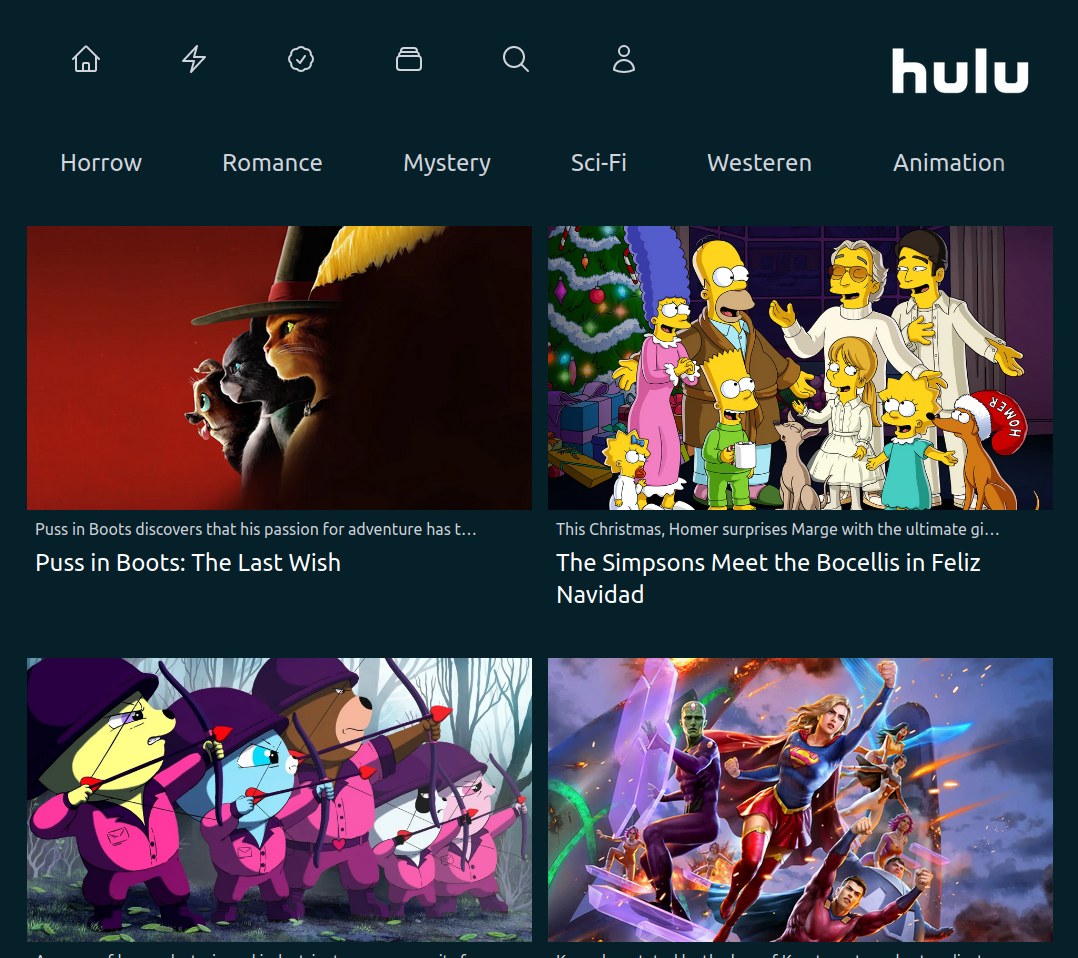 hulu
Horrow Romance Mystery Sci-Fi Westeren Animation
HOMER
Puss in Boots discovers that his passion for adventure has t...
Puss in Boots: The Last Wish
This Christmas, Homer surprises Marge with the ultimate gi...
The Simpsons Meet the Bocellis in Feliz
Navidad